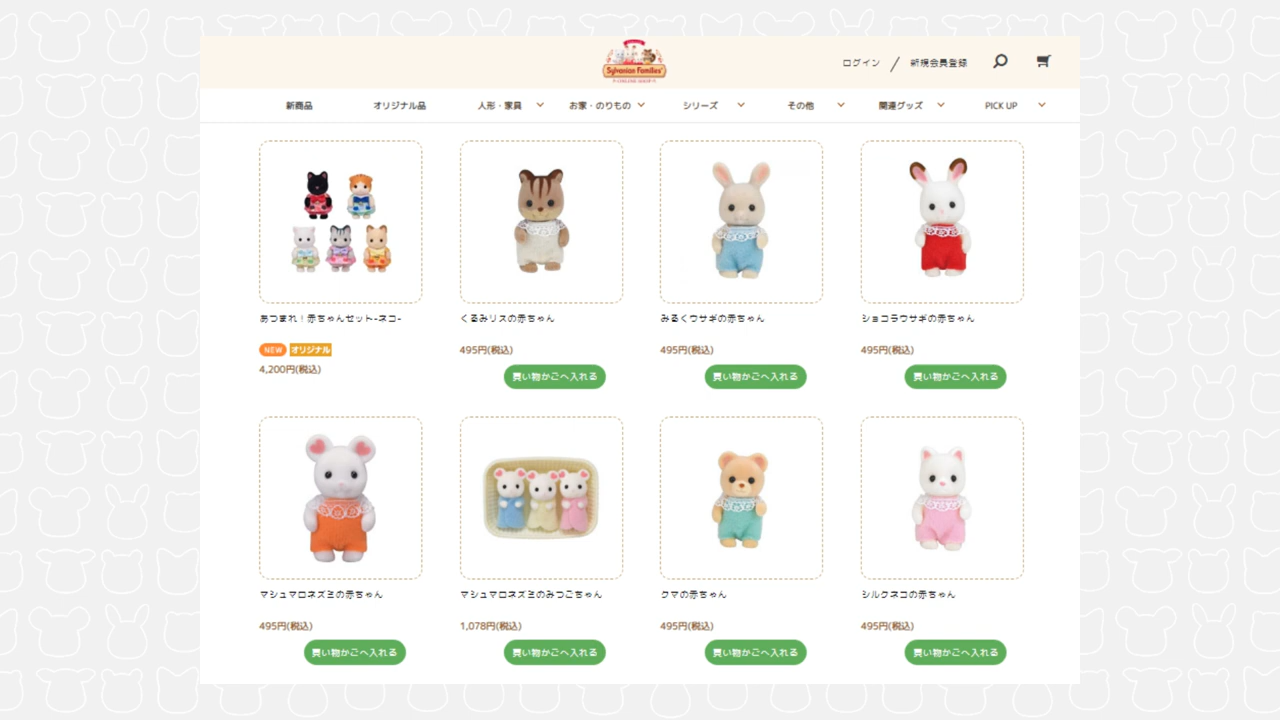 Sylvanian Families
ログイン / 新規会員登録
新商品 オリジナル品 人形・家具 お家・のりもの シリーズ その他 関連グッズ PICK UP
あつまれ！赤ちゃんセット-ネコ-
NEW オリジナル
4,200円(税込)
くるみリスの赤ちゃん
495円(税込)
買い物かごへ入れる
みるくウサギの赤ちゃん
495円(税込)
買い物かごへ入れる
ショコラウサギの赤ちゃん
495円(税込)
買い物かごへ入れる
マシュマロネズミの赤ちゃん
495円(税込)
買い物かごへ入れる
マシュマロネズミのみつごちゃん
1,078円(税込)
買い物かごへ入れる
クマの赤ちゃん
495円(税込)
買い物かごへ入れる
シルクネコの赤ちゃん
495円(税込)
買い物かごへ入れる